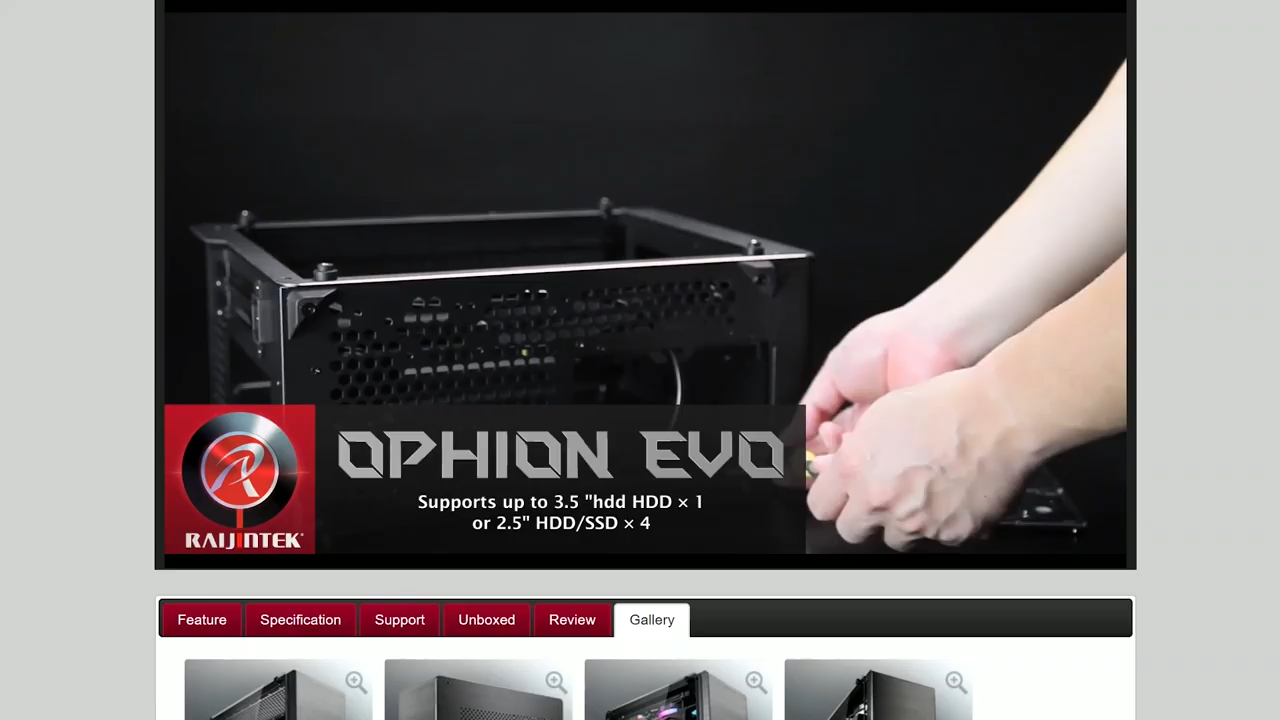 OPHION EVO
Supports up to 3.5 "hdd HDD × 1
or 2.5" HDD/SSD × 4
RAIJINTEK
Feature
Specification
Support
Unboxed
Review
Gallery